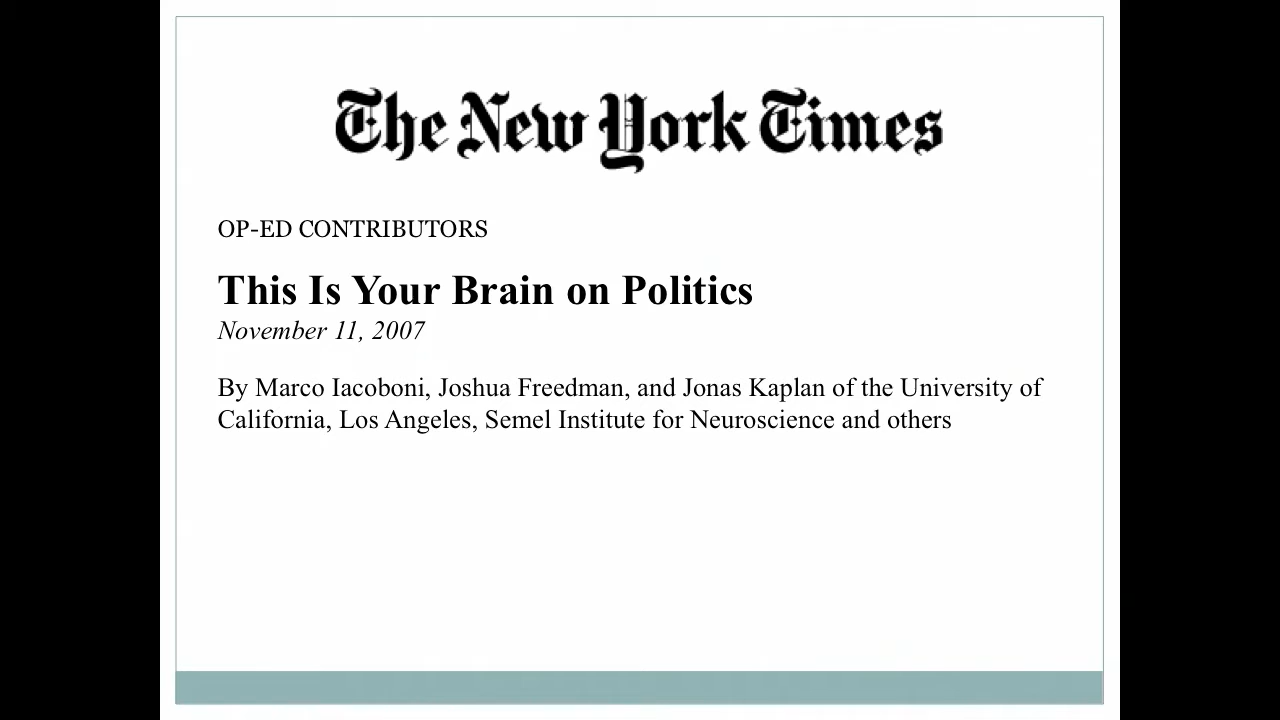 The New York Times
OP-ED CONTRIBUTORS
This Is Your Brain on Politics
November 11, 2007
By Marco Iacoboni, Joshua Freedman, and Jonas Kaplan of the University of
California, Los Angeles, Semel Institute for Neuroscience and others